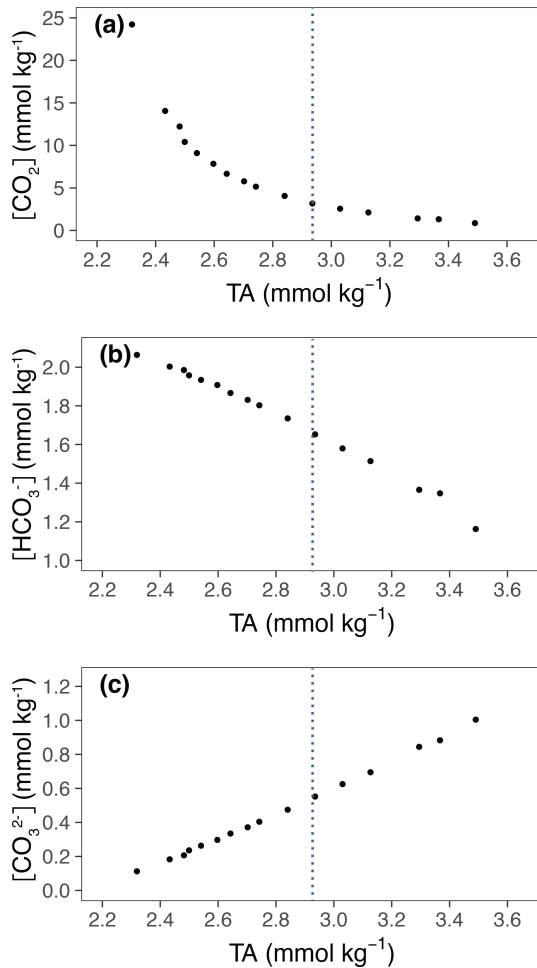 (a)
25
20
15
10
5
0
[CO₂] (mmol kg⁻¹)
2.2 2.4 2.6 2.8 3.0 3.2 3.4 3.6
TA (mmol kg⁻¹)
(b)
2.0
1.8
1.6
1.4
1.2
1.0
[HCO₃⁻] (mmol kg⁻¹)
2.2 2.4 2.6 2.8 3.0 3.2 3.4 3.6
TA (mmol kg⁻¹)
(c)
1.2
1.0
0.8
0.6
0.4
0.2
0.0
[CO₃²⁻] (mmol kg⁻¹)
2.2 2.4 2.6 2.8 3.0 3.2 3.4 3.6
TA (mmol kg⁻¹)